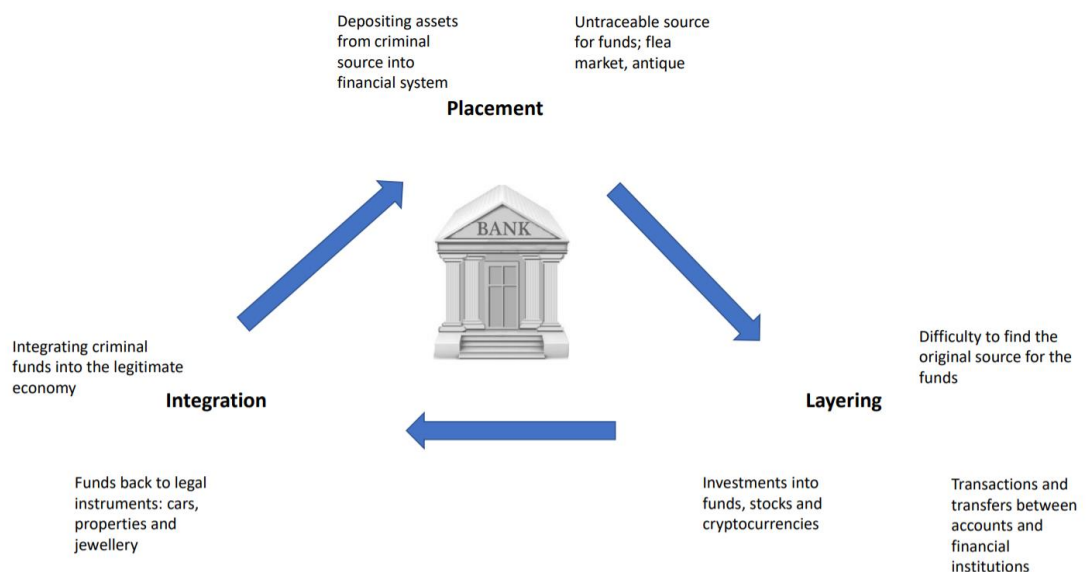 Depositing assets
from criminal
source into
financial system
Untraceable source
for funds; flea
market, antique
Placement
BANK
Integrating criminal
funds into the legitimate
economy
Integration
Difficulty to find the
original source for the
funds
Layering
Funds back to legal
instruments: cars,
properties and
jewellery
Investments into
funds, stocks and
cryptocurrencies
Transactions and
transfers between
accounts and
financial
institutions